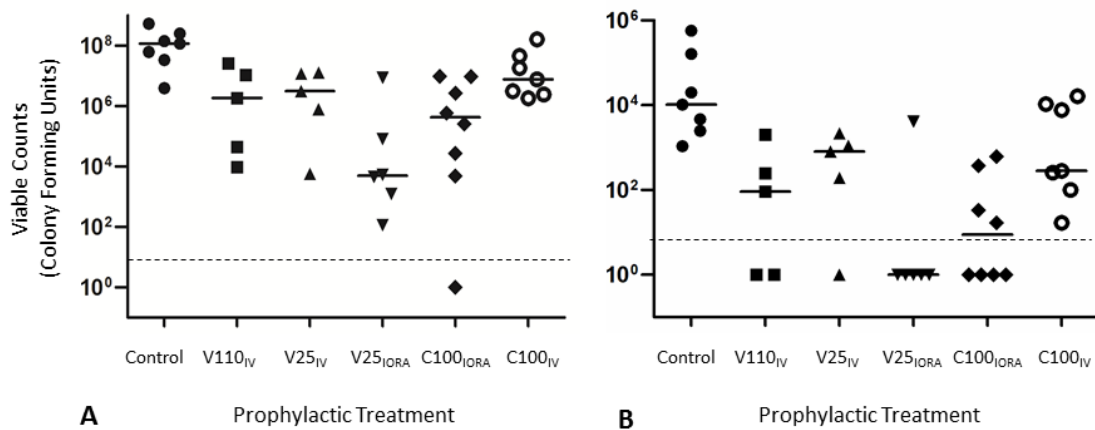 Viable Counts
(Colony Forming Units)
10⁸
10⁶
10⁴
10²
10⁰
Control V110IV V25IV V25IORA C100IORA C100IV
A Prophylactic Treatment
10⁶
10⁴
10²
10⁰
Control V110IV V25IV V25IORA C100IORA C100IV
B Prophylactic Treatment